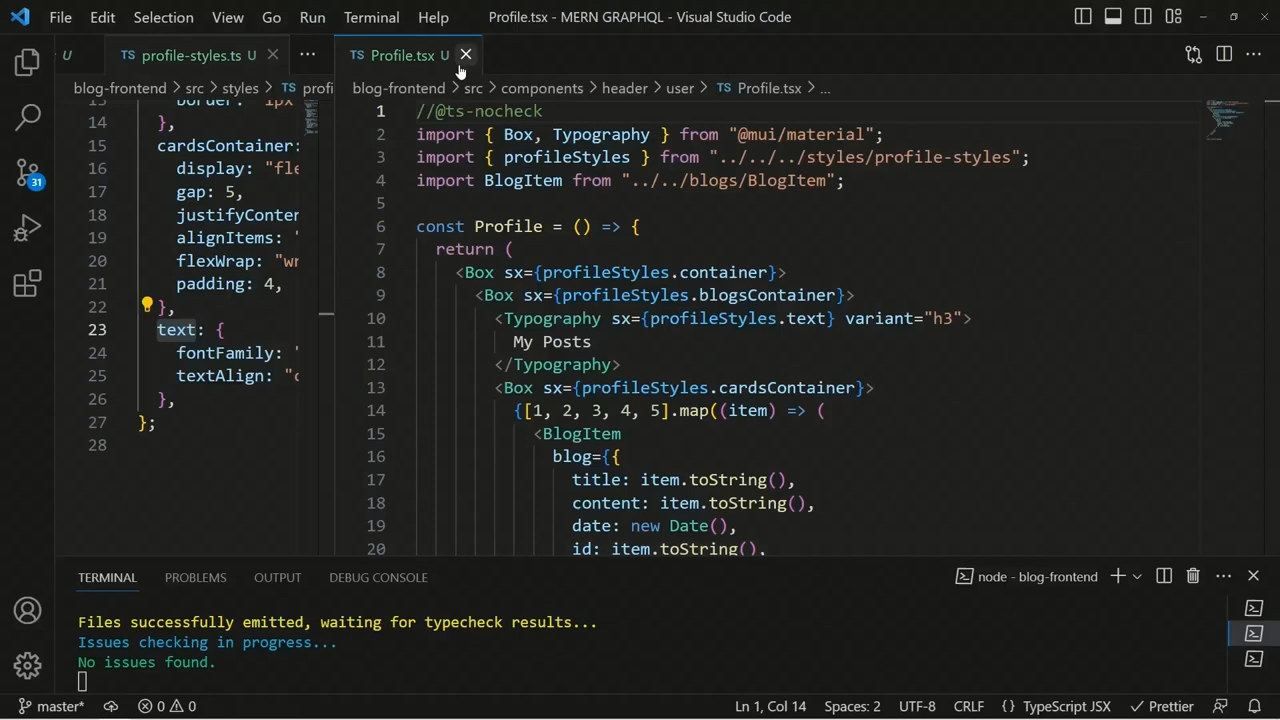 File Edit Selection View Go Run Terminal Help Profile.tsx - MERN GRAPHQL - Visual Studio Code
U TS profile-styles.ts U ···
blog-frontend > src > styles > TS profi
border: "1px
14 },
15 cardsContainer:
16 display: "fle
17 gap: 5,
18 justifyConten
19 alignItems: "
20 flexWrap: "wr
21 padding: 4,
22 },
23 text: {
24 fontFamily: "
25 textAlign: "c
26 },
27 };
28
TS Profile.tsx U
blog-frontend > src > components > header > user > TS Profile.tsx > ...
1 //@ts-nocheck
2 import { Box, Typography } from "@mui/material";
3 import { profileStyles } from "../../../styles/profile-styles";
4 import BlogItem from "../../blogs/BlogItem";
5
6 const Profile = () => {
7 return (
8 <Box sx={profileStyles.container}>
9 <Box sx={profileStyles.blogsContainer}>
10 <Typography sx={profileStyles.text} variant="h3">
11 My Posts
12 </Typography>
13 <Box sx={profileStyles.cardsContainer}>
14 {[1, 2, 3, 4, 5].map((item) => (
15 <BlogItem
16 blog={{
17 title: item.toString(),
18 content: item.toString(),
19 date: new Date(),
20 id: item.toString(),
TERMINAL PROBLEMS OUTPUT DEBUG CONSOLE node - blog-frontend
Files successfully emitted, waiting for typecheck results...
Issues checking in progress...
No issues found.
31
master* 0 0 Ln 1, Col 14 Spaces: 2 UTF-8 CRLF {} TypeScript JSX Prettier